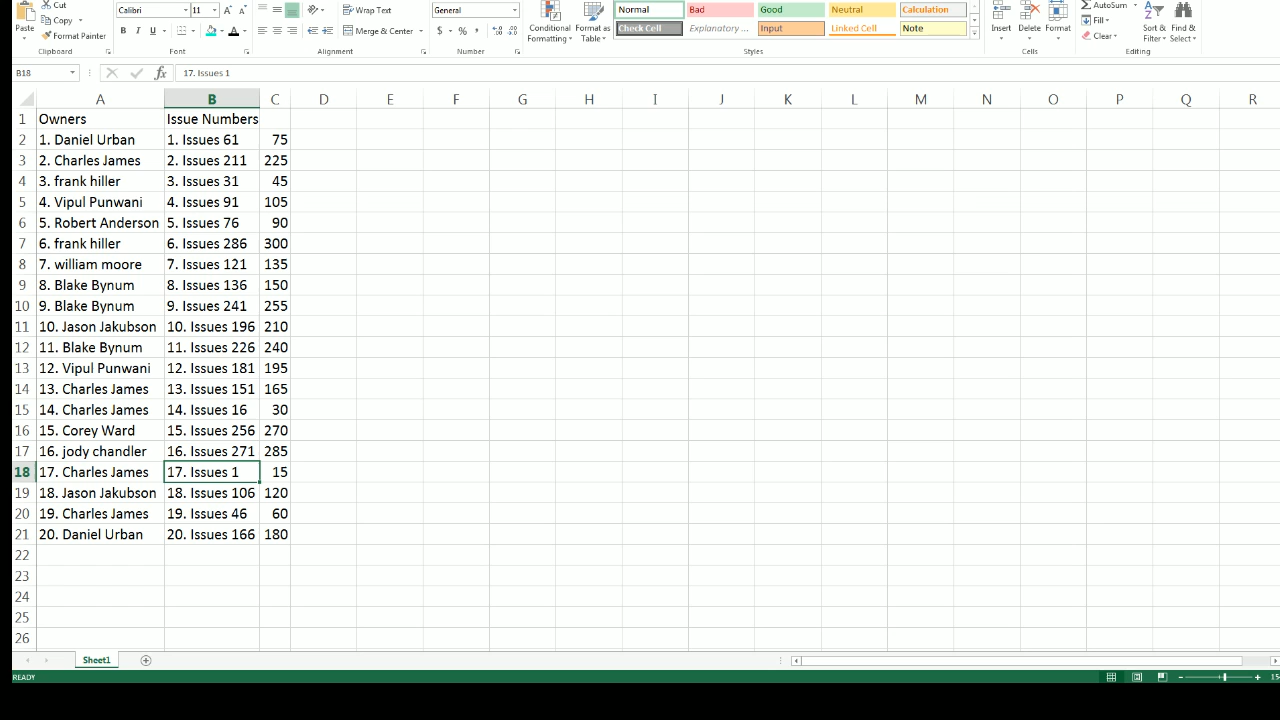 Cut
Calibri 11 Wrap Text General Normal Bad Good Neutral Calculation AutoSum
Copy Fill
Paste Format Painter B I U A Merge & Center $ % , Conditional Format as Check Cell Explanatory ... Input Linked Cell Note Insert Delete Format Clear Sort & Find &
Formatting Table Filter Select
Clipboard Font Alignment Number Styles Cells Editing
B18 fx 17. Issues 1
A B C D E F G H I J K L M N O P Q R
1 Owners Issue Numbers
2 1. Daniel Urban 1. Issues 61 75
3 2. Charles James 2. Issues 211 225
4 3. frank hiller 3. Issues 31 45
5 4. Vipul Punwani 4. Issues 91 105
6 5. Robert Anderson 5. Issues 76 90
7 6. frank hiller 6. Issues 286 300
8 7. william moore 7. Issues 121 135
9 8. Blake Bynum 8. Issues 136 150
10 9. Blake Bynum 9. Issues 241 255
11 10. Jason Jakubson 10. Issues 196 210
12 11. Blake Bynum 11. Issues 226 240
13 12. Vipul Punwani 12. Issues 181 195
14 13. Charles James 13. Issues 151 165
15 14. Charles James 14. Issues 16 30
16 15. Corey Ward 15. Issues 256 270
17 16. jody chandler 16. Issues 271 285
18 17. Charles James 17. Issues 1 15
19 18. Jason Jakubson 18. Issues 106 120
20 19. Charles James 19. Issues 46 60
21 20. Daniel Urban 20. Issues 166 180
22
23
24
25
26
Sheet1
READY